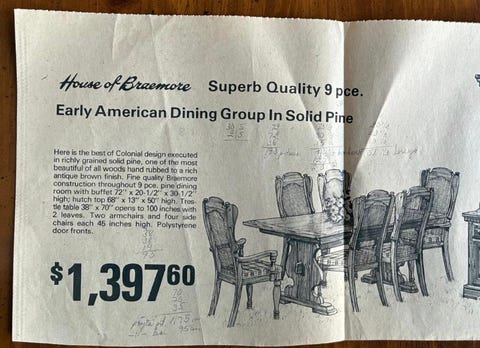 House of Braemore Superb Quality 9 pce.
Early American Dining Group In Solid Pine
Here is the best of Colonial design executed
in richly grained solid pine, one of the most
beautiful of all woods hand rubbed to a rich
antique brown finish. Fine quality Braemore
construction throughout 9 pce. pine dining
room with buffet 72" x 20-1/2" x 30-1/2"
high; hutch top 68" x 13" x 50" high. Tres-
tle table 38" x 70" opens to 100 inches with
2 leaves. Two armchairs and four side
chairs each 45 inches high. Polystyrene
door fronts.
$1,39760